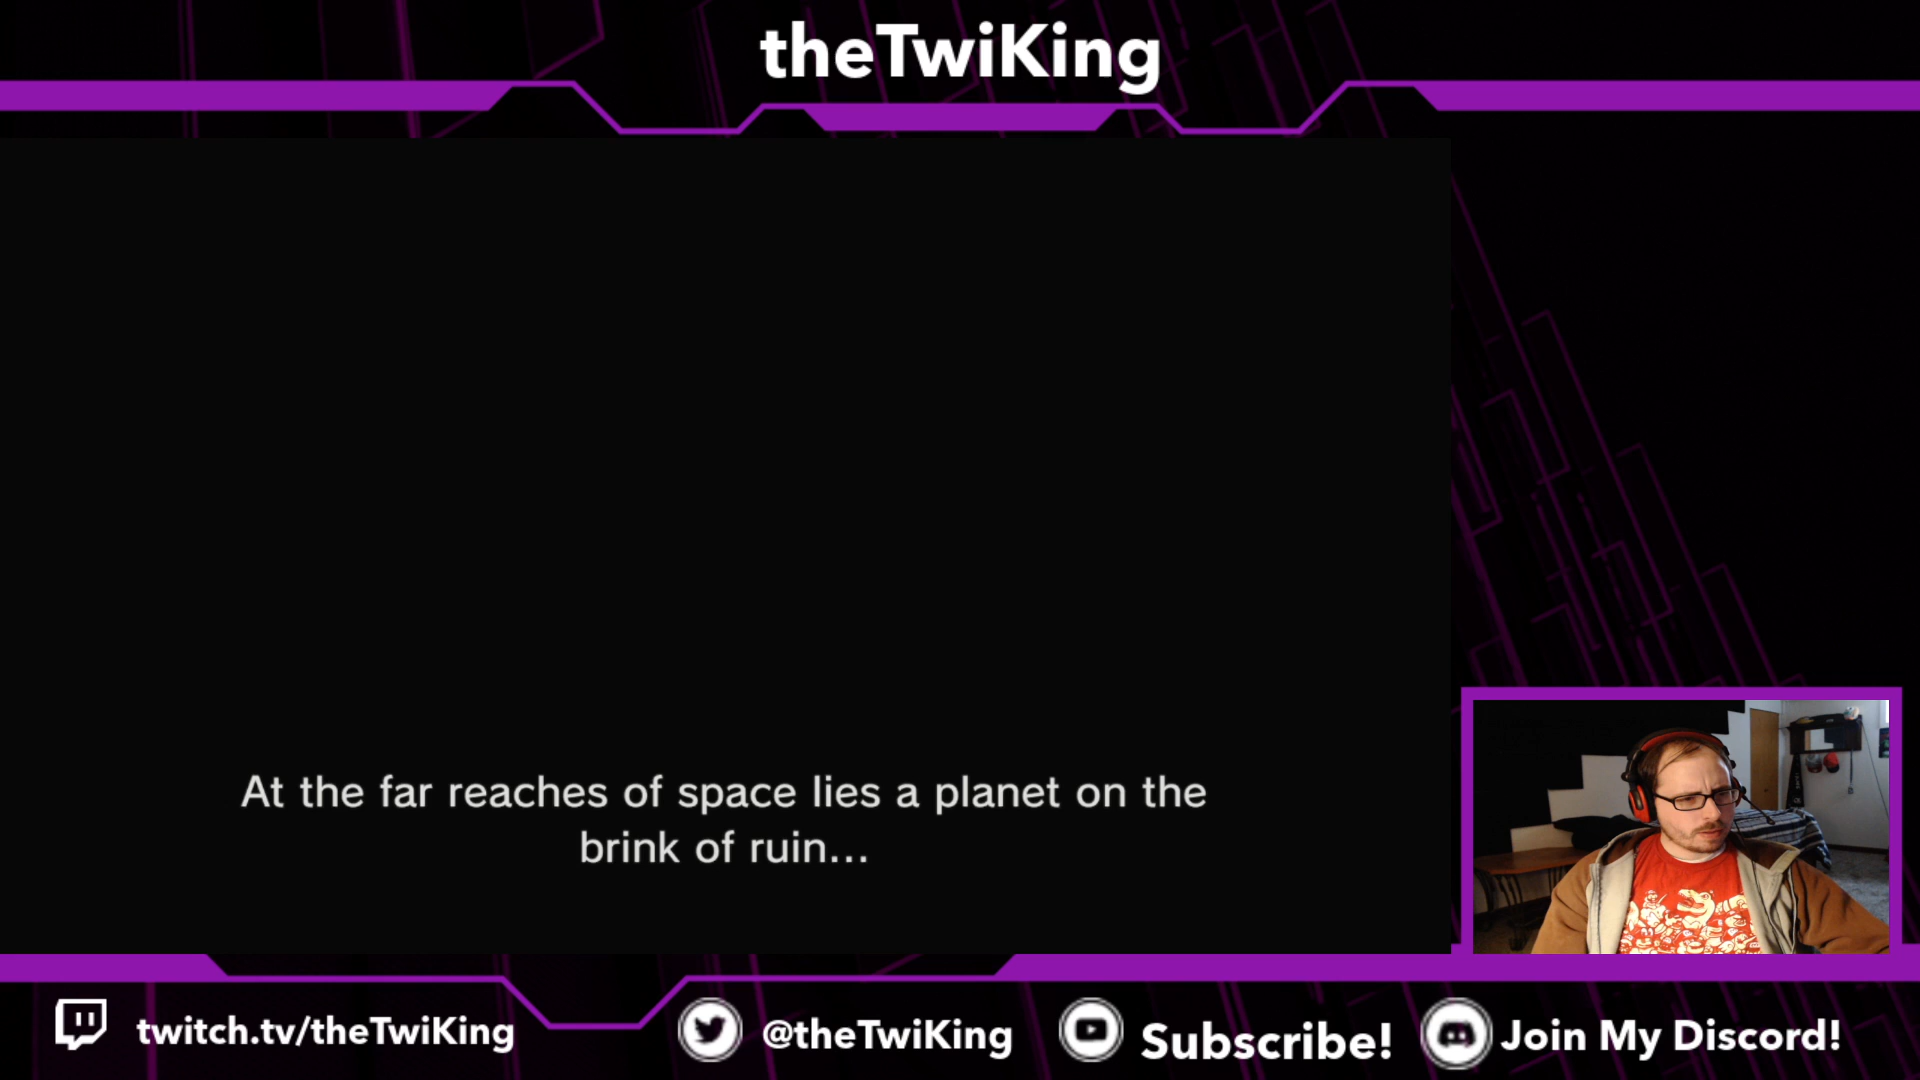 theTwiKing
At the far reaches of space lies a planet on the
brink of ruin...
twitch.tv/theTwiKing
@theTwiKing
Subscribe!
Join My Discord!